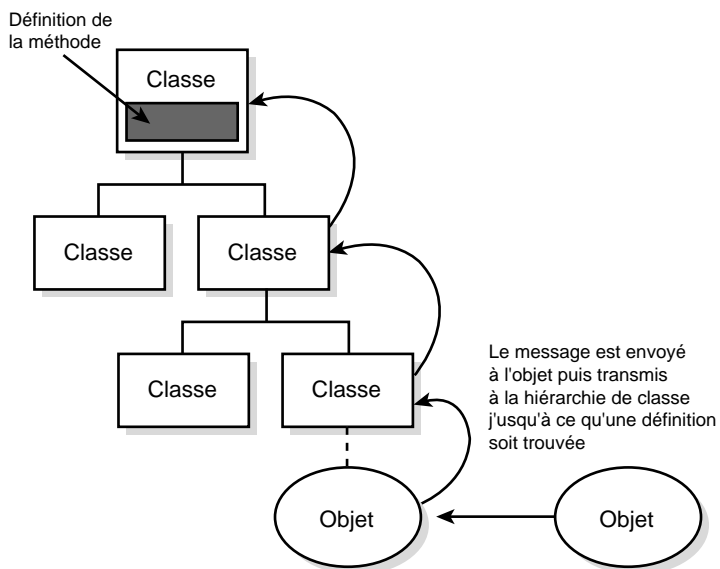 Définition de
la méthode
Classe
Classe
Classe
Classe
Classe
Le message est envoyé
à l'objet puis transmis
à la hiérarchie de classe
j'usqu'à ce qu'une définition
soit trouvée
Objet
Objet